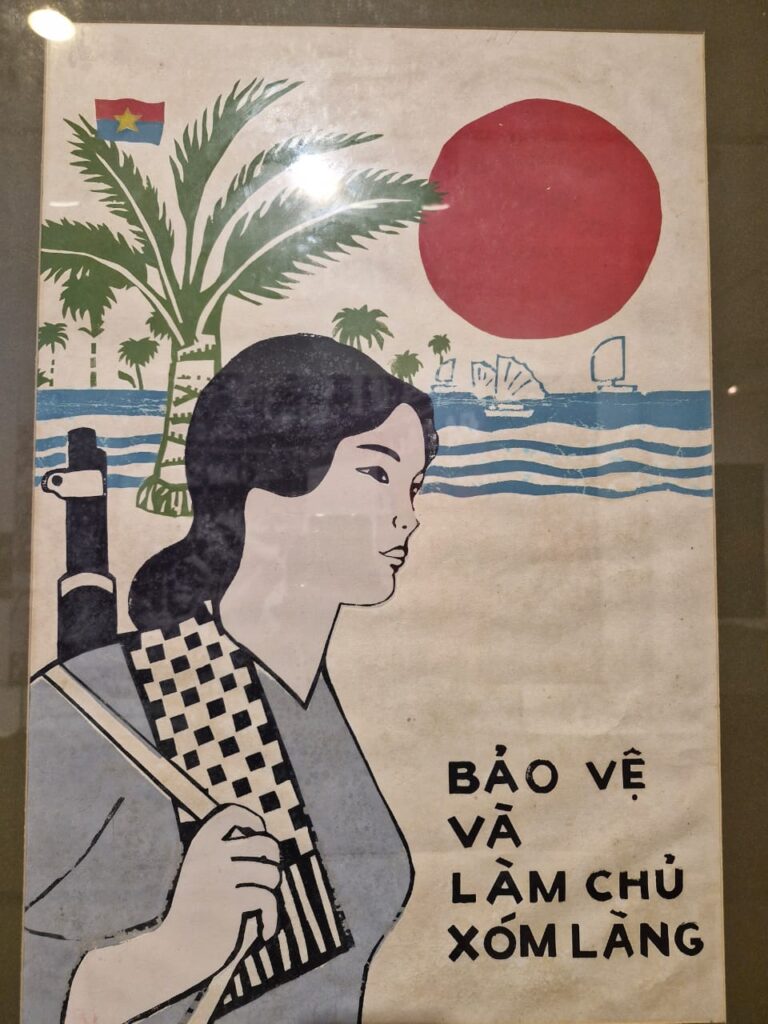 BẢO VỆ
VÀ
LÀM CHỦ
XÓM LÀNG